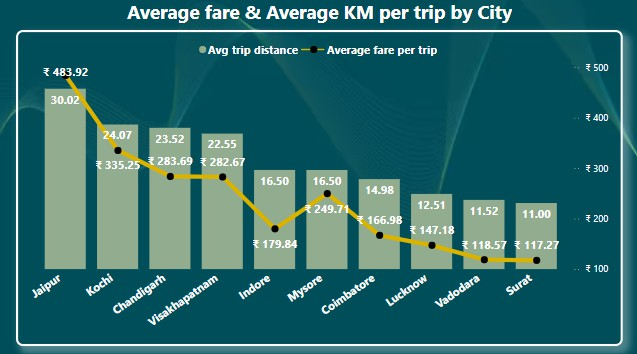 Average fare & Average KM per trip by City
Avg trip distance Average fare per trip
₹ 483.92
30.02
24.07
₹ 335.25
23.52
₹ 283.69
22.55
₹ 282.67
16.50
₹ 179.84
16.50
₹ 249.71
14.98
₹ 166.98
12.51
₹ 147.18
11.52
₹ 118.57
11.00
₹ 117.27
₹ 500
₹ 400
₹ 300
₹ 200
₹ 100
Jaipur
Kochi
Chandigarh
Visakhapatnam
Indore
Mysore
Coimbatore
Lucknow
Vadodara
Surat